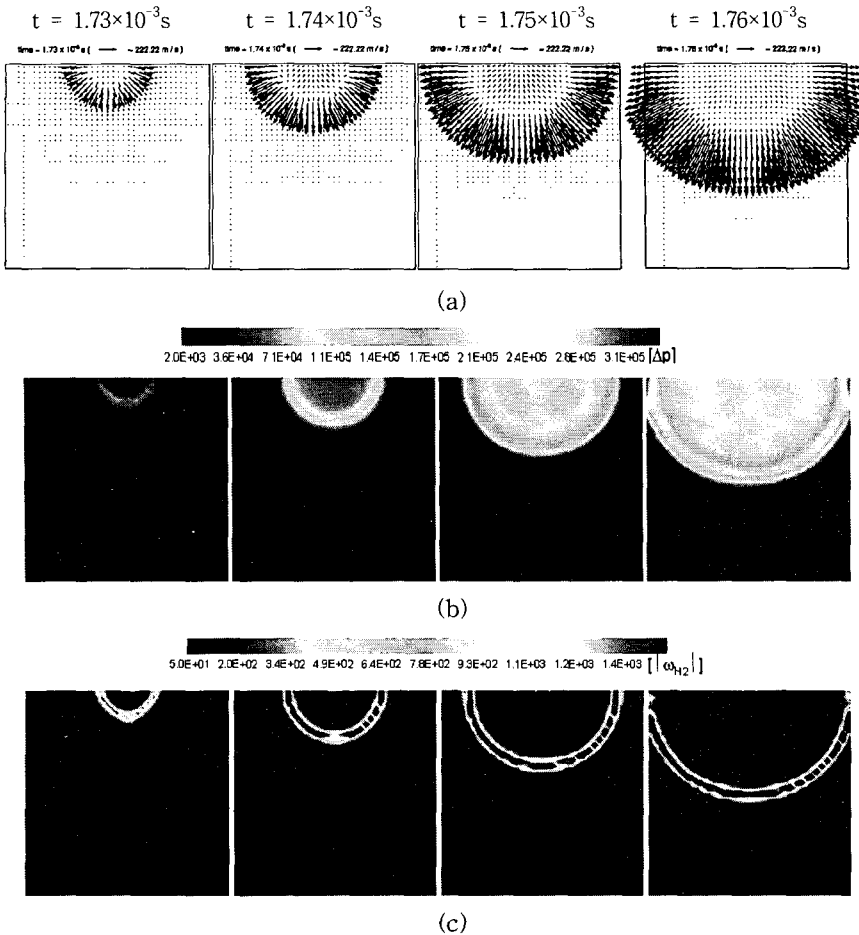 t = 1.73×10⁻³s t = 1.74×10⁻³s t = 1.75×10⁻³s t = 1.76×10⁻³s
(a)
2.0E+03 3.6E+04 7.1E+04 1.1E+05 1.4E+05 1.7E+05 2.1E+05 2.4E+05 2.8E+05 3.1E+05 [Δp]
(b)
5.0E+01 2.0E+02 3.4E+02 4.9E+02 6.4E+02 7.8E+02 9.3E+02 1.1E+03 1.2E+03 1.4E+03 [|ω_H2|]
(c)